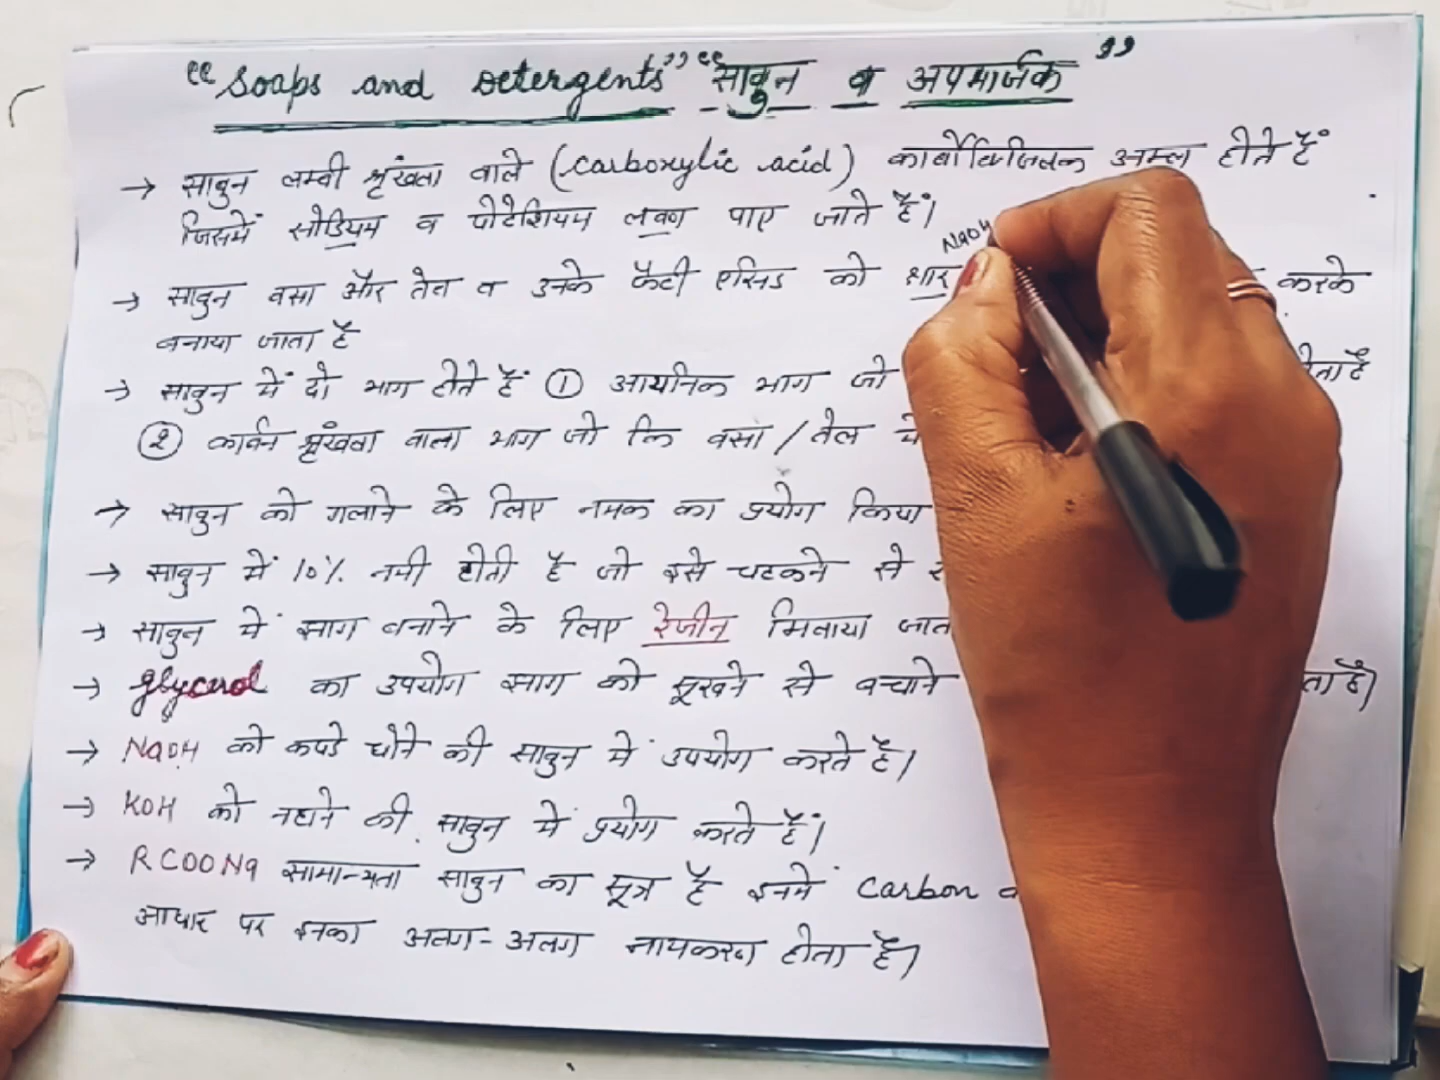 "Soaps and Detergents" "साबुन व अपमार्जक"
→ साबुन लम्बी श्रृंखला वाले (carboxylic acid) कार्बोक्सिलिक अम्ल होते हैं
जिसमें सोडियम व पोटेशियम लवण पाए जाते हैं।
NaOH
→ साबुन वसा और तेल व उनके फैटी एसिड को क्षार करके
बनाया जाता है
→ साबुन में दो भाग होते हैं ① आयनिक भाग जो होता है
② कार्बन श्रृंखला वाला भाग जो कि वसा / तेल
→ साबुन को गलाने के लिए नमक का प्रयोग किया
→ साबुन में 10% नमी होती है जो इसे चटकने से
→ साबुन में झाग बनाने के लिए रेजीन मिलाया जात
→ glycerol का उपयोग झाग को सूखने से बचाने ता है।
→ NaOH को कपडे धोने की साबुन में उपयोग करते है।
→ KOH को नहाने की साबुन में प्रयोग करते हैं।
→ RCOONa सामान्यता साबुन का सूत्र है इनमें Carbon
आधार पर इनका अलग-अलग नामकरण होता है।